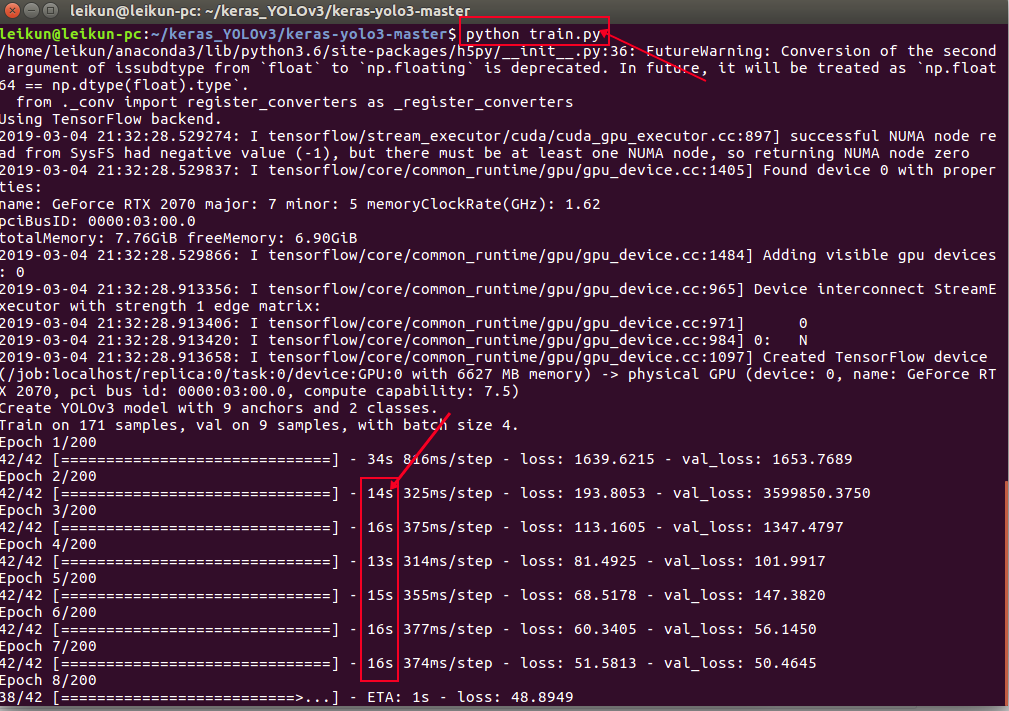 leikun@leikun-pc: ~/keras_YOLOv3/keras-yolo3-master
leikun@leikun-pc:~/keras_YOLOv3/keras-yolo3-master$ python train.py
/home/leikun/anaconda3/lib/python3.6/site-packages/h5py/__init__.py:36: FutureWarning: Conversion of the second
argument of issubdtype from `float` to `np.floating` is deprecated. In future, it will be treated as `np.float
64 == np.dtype(float).type`.
from ._conv import register_converters as _register_converters
Using TensorFlow backend.
2019-03-04 21:32:28.529274: I tensorflow/stream_executor/cuda/cuda_gpu_executor.cc:897] successful NUMA node re
ad from SysFS had negative value (-1), but there must be at least one NUMA node, so returning NUMA node zero
2019-03-04 21:32:28.529837: I tensorflow/core/common_runtime/gpu/gpu_device.cc:1405] Found device 0 with proper
ties:
name: GeForce RTX 2070 major: 7 minor: 5 memoryClockRate(GHz): 1.62
pciBusID: 0000:03:00.0
totalMemory: 7.76GiB freeMemory: 6.90GiB
2019-03-04 21:32:28.529866: I tensorflow/core/common_runtime/gpu/gpu_device.cc:1484] Adding visible gpu devices
: 0
2019-03-04 21:32:28.913356: I tensorflow/core/common_runtime/gpu/gpu_device.cc:965] Device interconnect StreamE
xecutor with strength 1 edge matrix:
2019-03-04 21:32:28.913406: I tensorflow/core/common_runtime/gpu/gpu_device.cc:971]      0
2019-03-04 21:32:28.913420: I tensorflow/core/common_runtime/gpu/gpu_device.cc:984] 0:   N
2019-03-04 21:32:28.913658: I tensorflow/core/common_runtime/gpu/gpu_device.cc:1097] Created TensorFlow device
(/job:localhost/replica:0/task:0/device:GPU:0 with 6627 MB memory) -> physical GPU (device: 0, name: GeForce RT
X 2070, pci bus id: 0000:03:00.0, compute capability: 7.5)
Create YOLOv3 model with 9 anchors and 2 classes.
Train on 171 samples, val on 9 samples, with batch size 4.
Epoch 1/200
42/42 [==============================] - 34s 816ms/step - loss: 1639.6215 - val_loss: 1653.7689
Epoch 2/200
42/42 [==============================] - 14s 325ms/step - loss: 193.8053 - val_loss: 3599850.3750
Epoch 3/200
42/42 [==============================] - 16s 375ms/step - loss: 113.1605 - val_loss: 1347.4797
Epoch 4/200
42/42 [==============================] - 13s 314ms/step - loss: 81.4925 - val_loss: 101.9917
Epoch 5/200
42/42 [==============================] - 15s 355ms/step - loss: 68.5178 - val_loss: 147.3820
Epoch 6/200
42/42 [==============================] - 16s 377ms/step - loss: 60.3405 - val_loss: 56.1450
Epoch 7/200
42/42 [==============================] - 16s 374ms/step - loss: 51.5813 - val_loss: 50.4645
Epoch 8/200
38/42 [==========================>...] - ETA: 1s - loss: 48.8949